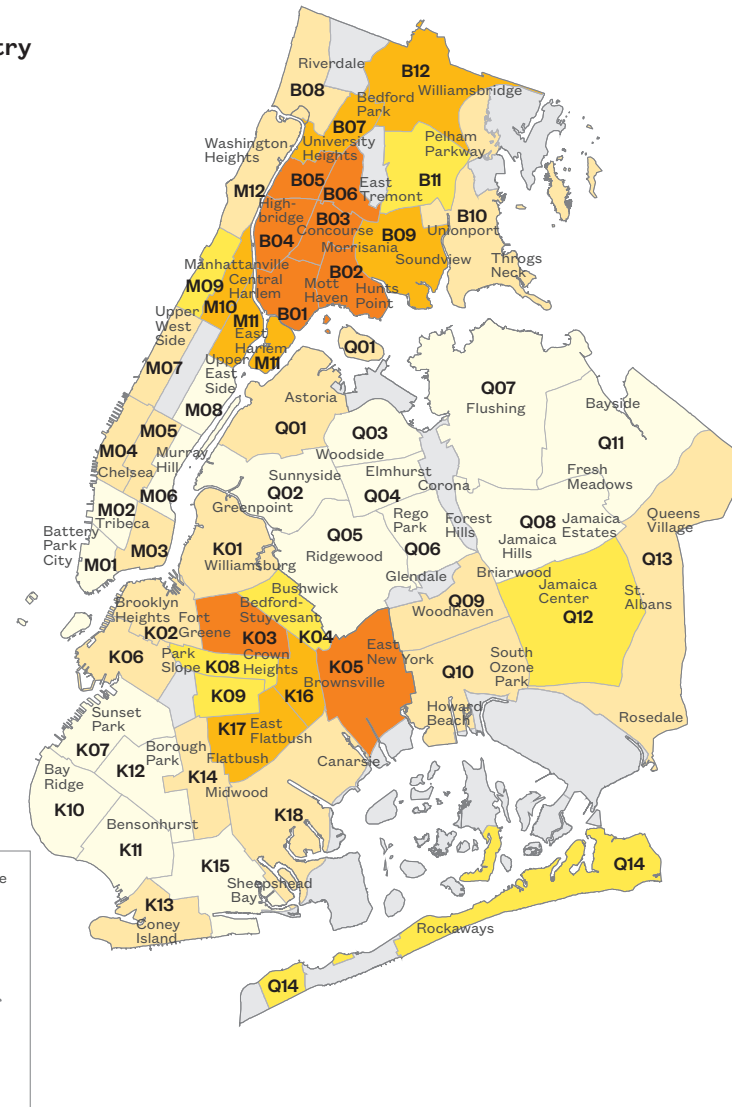 try
Riverdale
B08
B12
Williamsbridge
Bedford
Park
B07
University
Heights
Pelham
Parkway
Washington
Heights
B05
B06
East
Tremont
B11
M12
High-
bridge
B03
Concourse
B10
Unionport
B04
Morrisania
B09
Soundview
Throgs
Neck
Manhattanville
B02
Central
Harlem
Mott
Haven
Hunts
Point
M09
M10
M11
B01
Upper
West
Side
East
Harlem
M11
Q01
Upper
East
Side
M07
M08
Astoria
Q01
Q07
Flushing
Bayside
Q11
Fresh
Meadows
M05
M04
Chelsea
Murray
Hill
Q03
Woodside
Elmhurst
Corona
Sunnyside
Q02
Q04
M06
M02
Tribeca
Greenpoint
Rego
Park
Forest
Hills
Q08
Jamaica
Hills
Jamaica
Estates
Queens
Village
Battery
Park
City
M03
M01
K01
Williamsburg
Q05
Ridgewood
Q06
Glendale
Briarwood
Q13
St.
Albans
Jamaica
Center
Q12
Q09
Woodhaven
Bushwick
Bedford-
Stuyvesant
K04
Brooklyn
Heights
Fort
Greene
K02
K03
K06
Park
Slope
K08
Crown
Heights
East
New York
K05
Brownsville
K09
K16
Q10
South
Ozone
Park
Howard
Beach
Rosedale
Sunset
Park
K07
K17
East
Flatbush
Flatbush
Borough
Park
K12
K14
Midwood
Canarsie
Bay
Ridge
K10
K18
Bensonhurst
K11
K15
Sheepshead
Bay
e
K13
Coney
Island
Q14
Rockaways
Q14